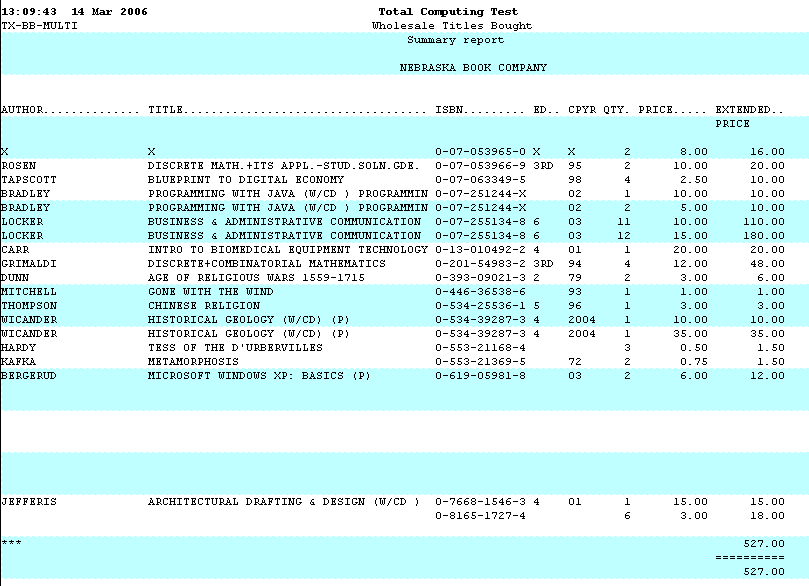 13:09:43 14 Mar 2006 Total Computing Test
TX-BB-MULTI Wholesale Titles Bought
Summary report
NEBRASKA BOOK COMPANY
AUTHOR.............. TITLE................................... ISBN......... ED.. CPYR QTY. PRICE..... EXTENDED..
PRICE
X X 0-07-053965-0 X X 2 8.00 16.00
ROSEN DISCRETE MATH.+ITS APPL.-STUD.SOLN.GDE. 0-07-053966-9 3RD 95 2 10.00 20.00
TAPSCOTT BLUEPRINT TO DIGITAL ECONOMY 0-07-063349-5 98 4 2.50 10.00
BRADLEY PROGRAMMING WITH JAVA (W/CD ) PROGRAMMIN 0-07-251244-X 02 1 10.00 10.00
BRADLEY PROGRAMMING WITH JAVA (W/CD ) PROGRAMMIN 0-07-251244-X 02 2 5.00 10.00
LOCKER BUSINESS & ADMINISTRATIVE COMMUNICATION 0-07-255134-8 6 03 11 10.00 110.00
LOCKER BUSINESS & ADMINISTRATIVE COMMUNICATION 0-07-255134-8 6 03 12 15.00 180.00
CARR INTRO TO BIOMEDICAL EQUIPMENT TECHNOLOGY 0-13-010492-2 4 01 1 20.00 20.00
GRIMALDI DISCRETE+COMBINATORIAL MATHEMATICS 0-201-54983-2 3RD 94 4 12.00 48.00
DUNN AGE OF RELIGIOUS WARS 1559-1715 0-393-09021-3 2 79 2 3.00 6.00
MITCHELL GONE WITH THE WIND 0-446-36538-6 93 1 1.00 1.00
THOMPSON CHINESE RELIGION 0-534-25536-1 5 96 1 3.00 3.00
WICANDER HISTORICAL GEOLOGY (W/CD) (P) 0-534-39287-3 4 2004 1 10.00 10.00
WICANDER HISTORICAL GEOLOGY (W/CD) (P) 0-534-39287-3 4 2004 1 35.00 35.00
HARDY TESS OF THE D'URBERVILLES 0-553-21168-4 3 0.50 1.50
KAFKA METAMORPHOSIS 0-553-21369-5 72 2 0.75 1.50
BERGERUD MICROSOFT WINDOWS XP: BASICS (P) 0-619-05981-8 03 2 6.00 12.00
JEFFERIS ARCHITECTURAL DRAFTING & DESIGN (W/CD ) 0-7668-1546-3 4 01 1 15.00 15.00
0-8165-1727-4 6 3.00 18.00
*** 527.00
==========
527.00